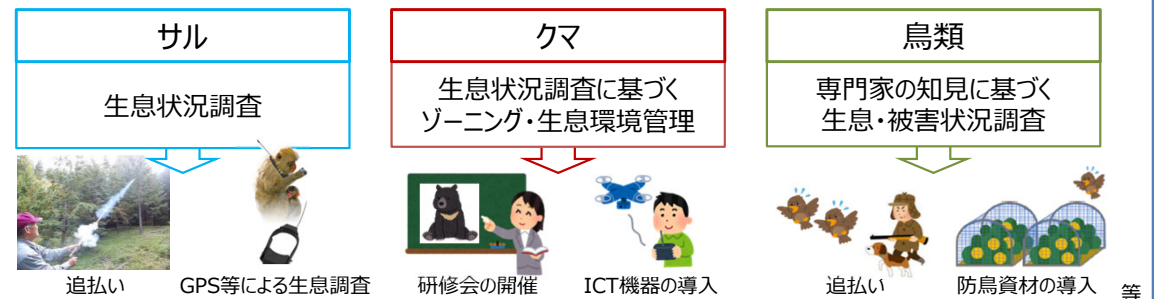 サル
生息状況調査
追払い
GPS等による生息調査
クマ
生息状況調査に基づく
ゾーニング・生息環境管理
研修会の開催
ICT機器の導入
鳥類
専門家の知見に基づく
生息・被害状況調査
追払い
防鳥資材の導入
等